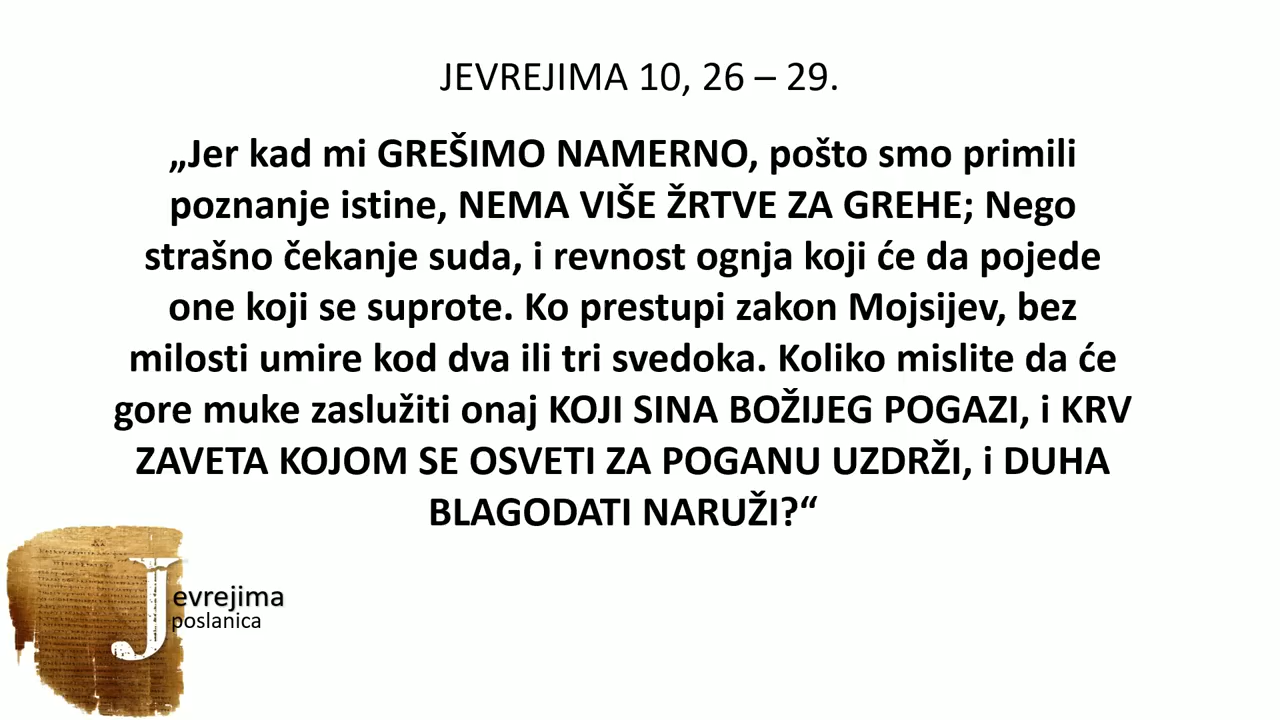 JEVREJIMA 10, 26 – 29.
„Jer kad mi GREŠIMO NAMERNO, pošto smo primili
poznanje istine, NEMA VIŠE ŽRTVE ZA GREHE; Nego
strašno čekanje suda, i revnost ognja koji će da pojede
one koji se suprote. Ko prestupi zakon Mojsijev, bez
milosti umire kod dva ili tri svedoka. Koliko mislite da će
gore muke zaslužiti onaj KOJI SINA BOŽIJEG POGAZI, i KRV
ZAVETA KOJOM SE OSVETI ZA POGANU UZDRŽI, i DUHA
BLAGODATI NARUŽI?“
Jevrejima
poslanica